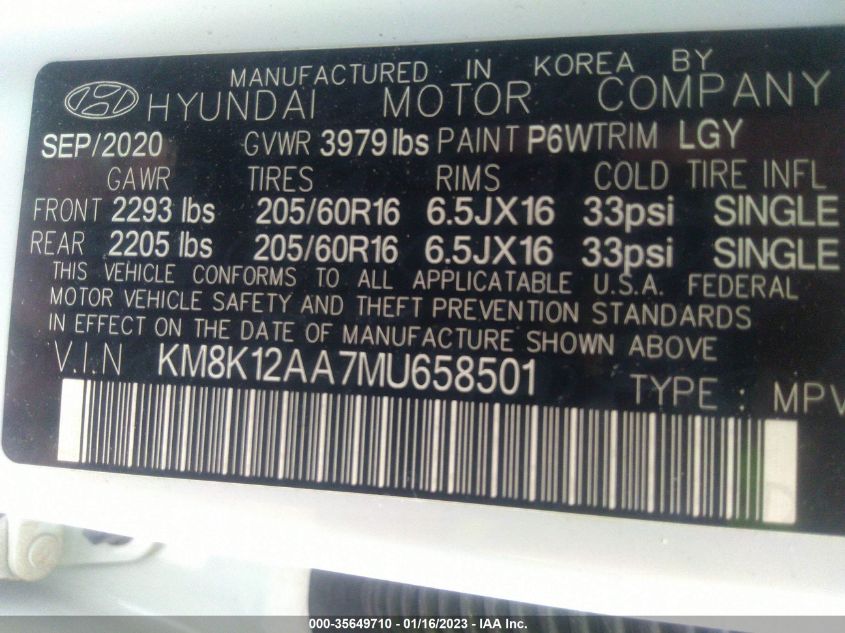 MANUFACTURED IN KOREA BY
HYUNDAI MOTOR COMPANY
SEP/2020 GVWR 3979 lbs PAINT P6W TRIM LGY
GAWR TIRES RIMS COLD TIRE INFL
FRONT 2293 lbs 205/60R16 6.5JX16 33psi SINGLE
REAR 2205 lbs 205/60R16 6.5JX16 33psi SINGLE
THIS VEHICLE CONFORMS TO ALL APPLICATABLE U.S.A. FEDERAL
MOTOR VEHICLE SAFETY AND THEFT PREVENTION STANDARDS
IN EFFECT ON THE DATE OF MANUFACTURE SHOWN ABOVE
V.I.N KM8K12AA7MU658501
TYPE : MPV
000-35649710 - 01/16/2023 - IAA Inc.